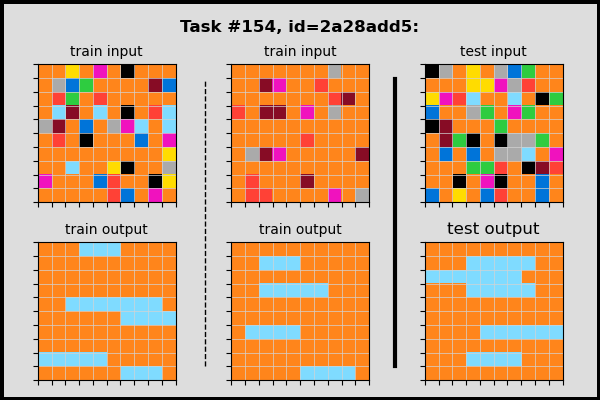 Task #154, id=2a28add5:
train input
train input
test input
train output
train output
test output